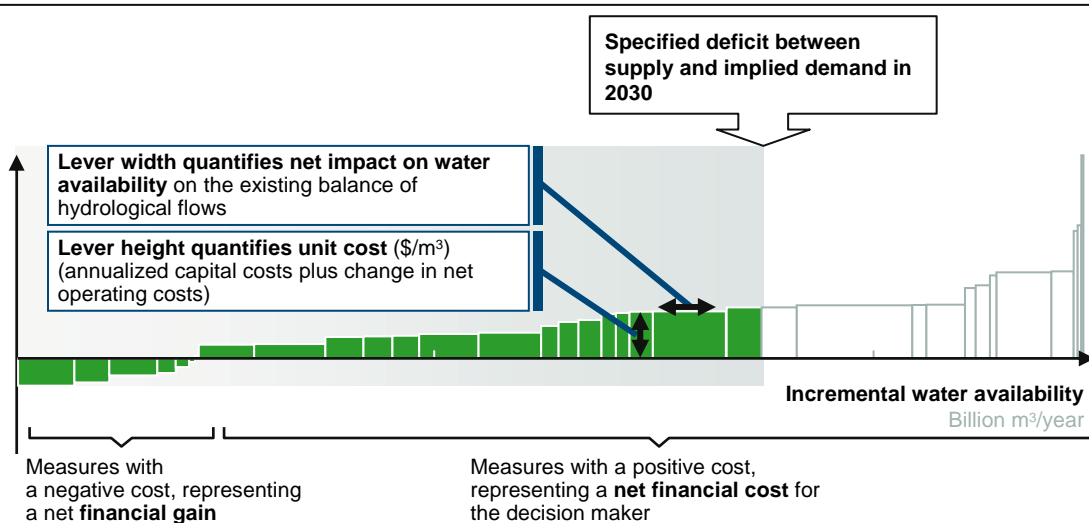 Specified deficit between
supply and implied demand in
2030
Lever width quantifies net impact on water
availability on the existing balance of
hydrological flows
Lever height quantifies unit cost ($/m³)
(annualized capital costs plus change in net
operating costs)
Incremental water availability
Billion m³/year
Measures with
a negative cost, representing
a net financial gain
Measures with a positive cost,
representing a net financial cost for
the decision maker